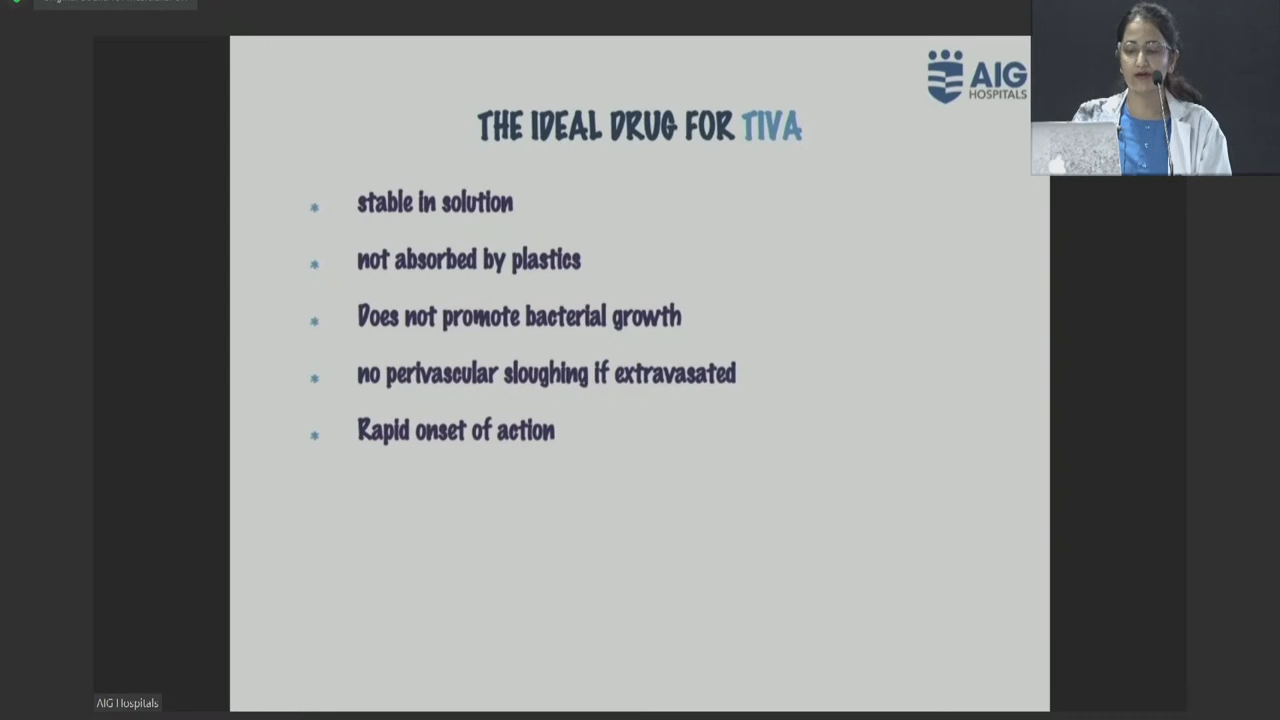 AIG
HOSPITALS
THE IDEAL DRUG FOR TIVA
stable in solution
not absorbed by plastics
Does not promote bacterial growth
no perivascular sloughing if extravasated
Rapid onset of action
AIG Hospitals